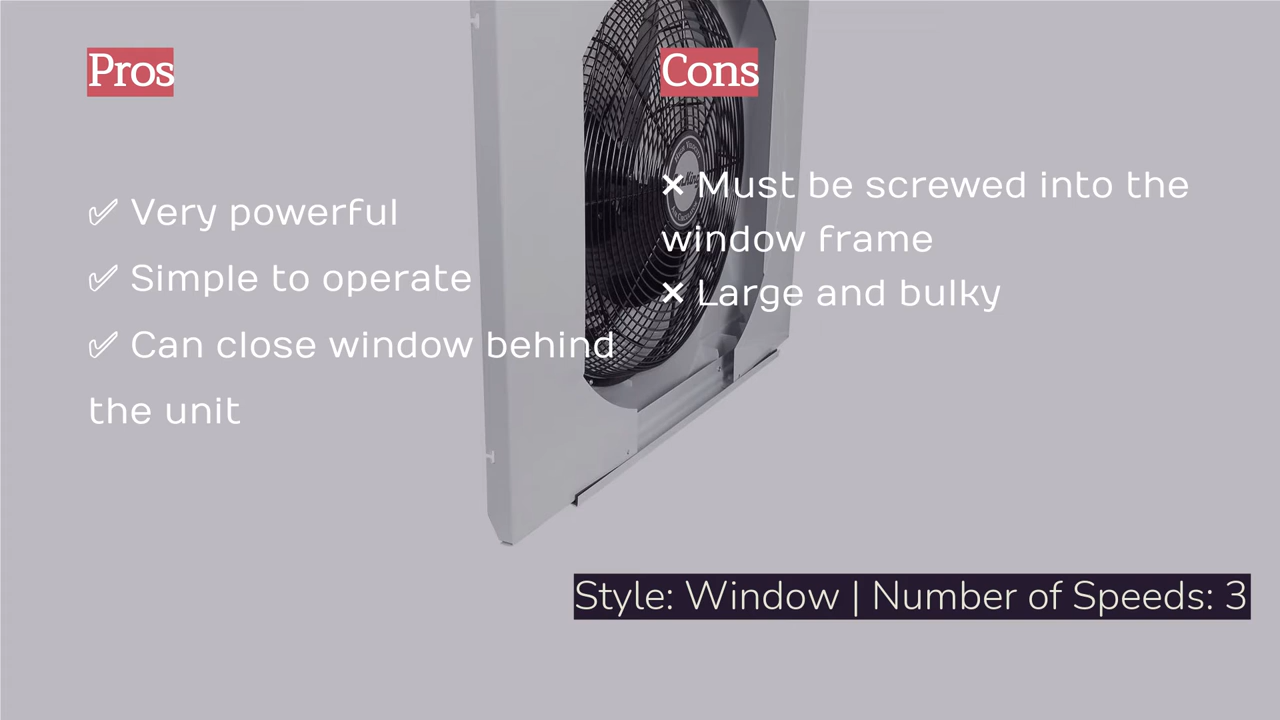 Pros
✅ Very powerful
✅ Simple to operate
✅ Can close window behind
the unit
Cons
❌ Must be screwed into the
window frame
❌ Large and bulky
Style: Window | Number of Speeds: 3